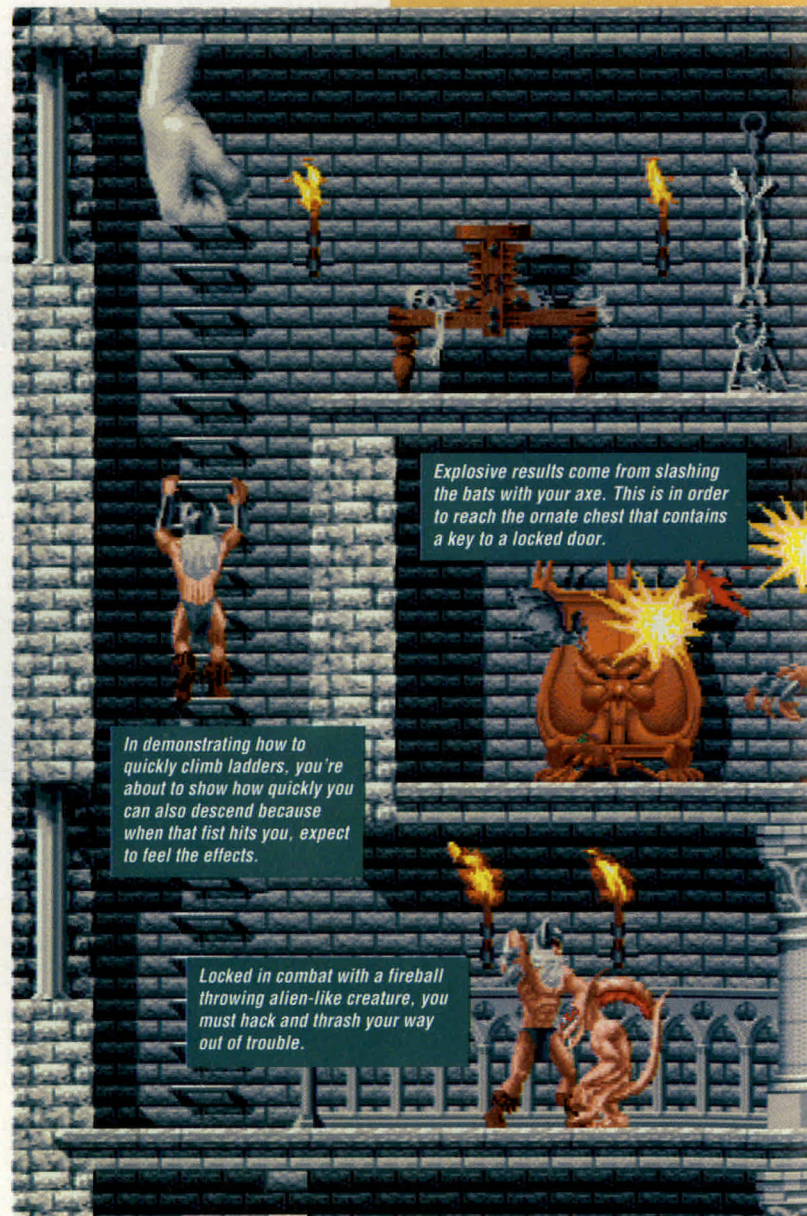 Explosive results come from slashing
the bats with your axe. This is in order
to reach the ornate chest that contains
a key to a locked door.
In demonstrating how to
quickly climb ladders, you're
about to show how quickly you
can also descend because
when that fist hits you, expect
to feel the effects.
Locked in combat with a fireball
throwing alien-like creature, you
must hack and thrash your way
out of trouble.